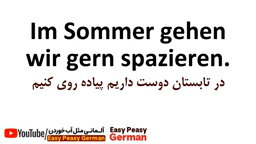 Im Sommer gehen
wir gern spazieren.
در تابستان دوست داریم پیاده روی کنیم
YouTube/ آلمانی مثل آب خوردن Easy Peasy
Easy Peasy German German